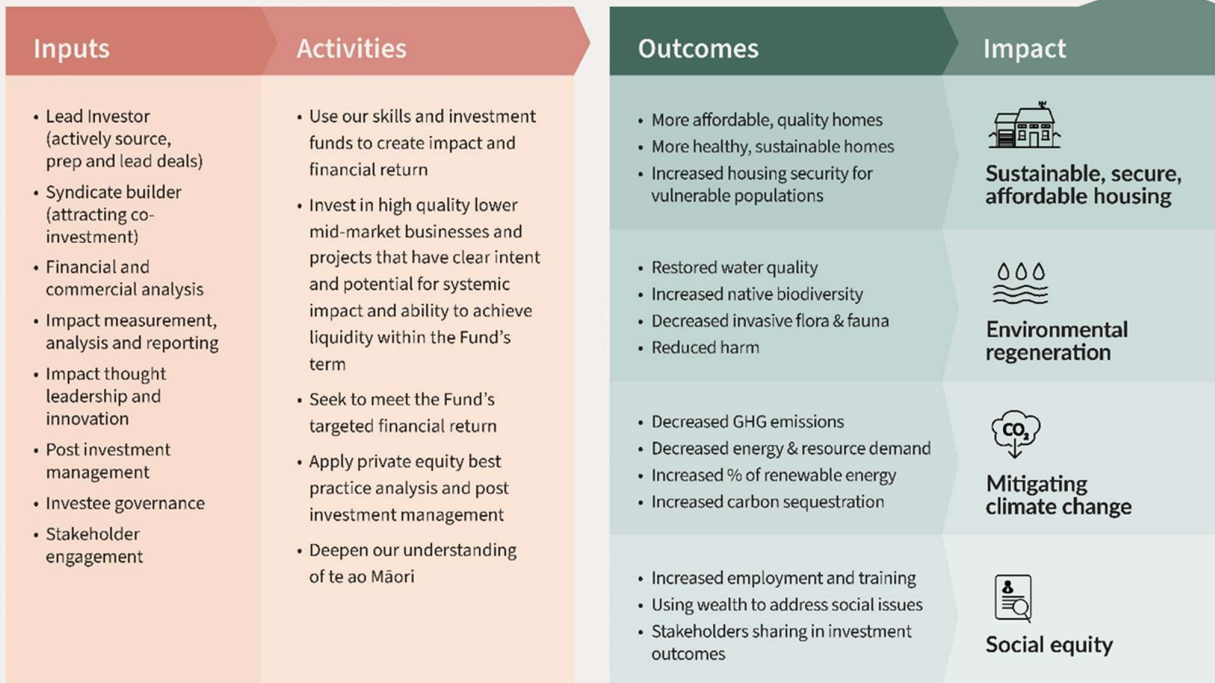 Inputs
• Lead Investor
(actively source,
prep and lead deals)
• Syndicate builder
(attracting co-
investment)
• Financial and
commercial analysis
• Impact measurement,
analysis and reporting
• Impact thought
leadership and
innovation
• Post investment
management
• Investee governance
• Stakeholder
engagement
Activities
• Use our skills and investment
funds to create impact and
financial return
• Invest in high quality lower
mid-market businesses and
projects that have clear intent
and potential for systemic
impact and ability to achieve
liquidity within the Fund's
term
• Seek to meet the Fund's
targeted financial return
• Apply private equity best
practice analysis and post
investment management
• Deepen our understanding
of te ao Māori
Outcomes
Impact
• More affordable, quality homes
• More healthy, sustainable homes
• Increased housing security for
vulnerable populations
Sustainable, secure,
affordable housing
• Restored water quality
• Increased native biodiversity
• Decreased invasive flora & fauna
• Reduced harm
Environmental
regeneration
• Decreased GHG emissions
• Decreased energy & resource demand
• Increased % of renewable energy
• Increased carbon sequestration
CO₂
Mitigating
climate change
• Increased employment and training
• Using wealth to address social issues
• Stakeholders sharing in investment
outcomes
Social equity